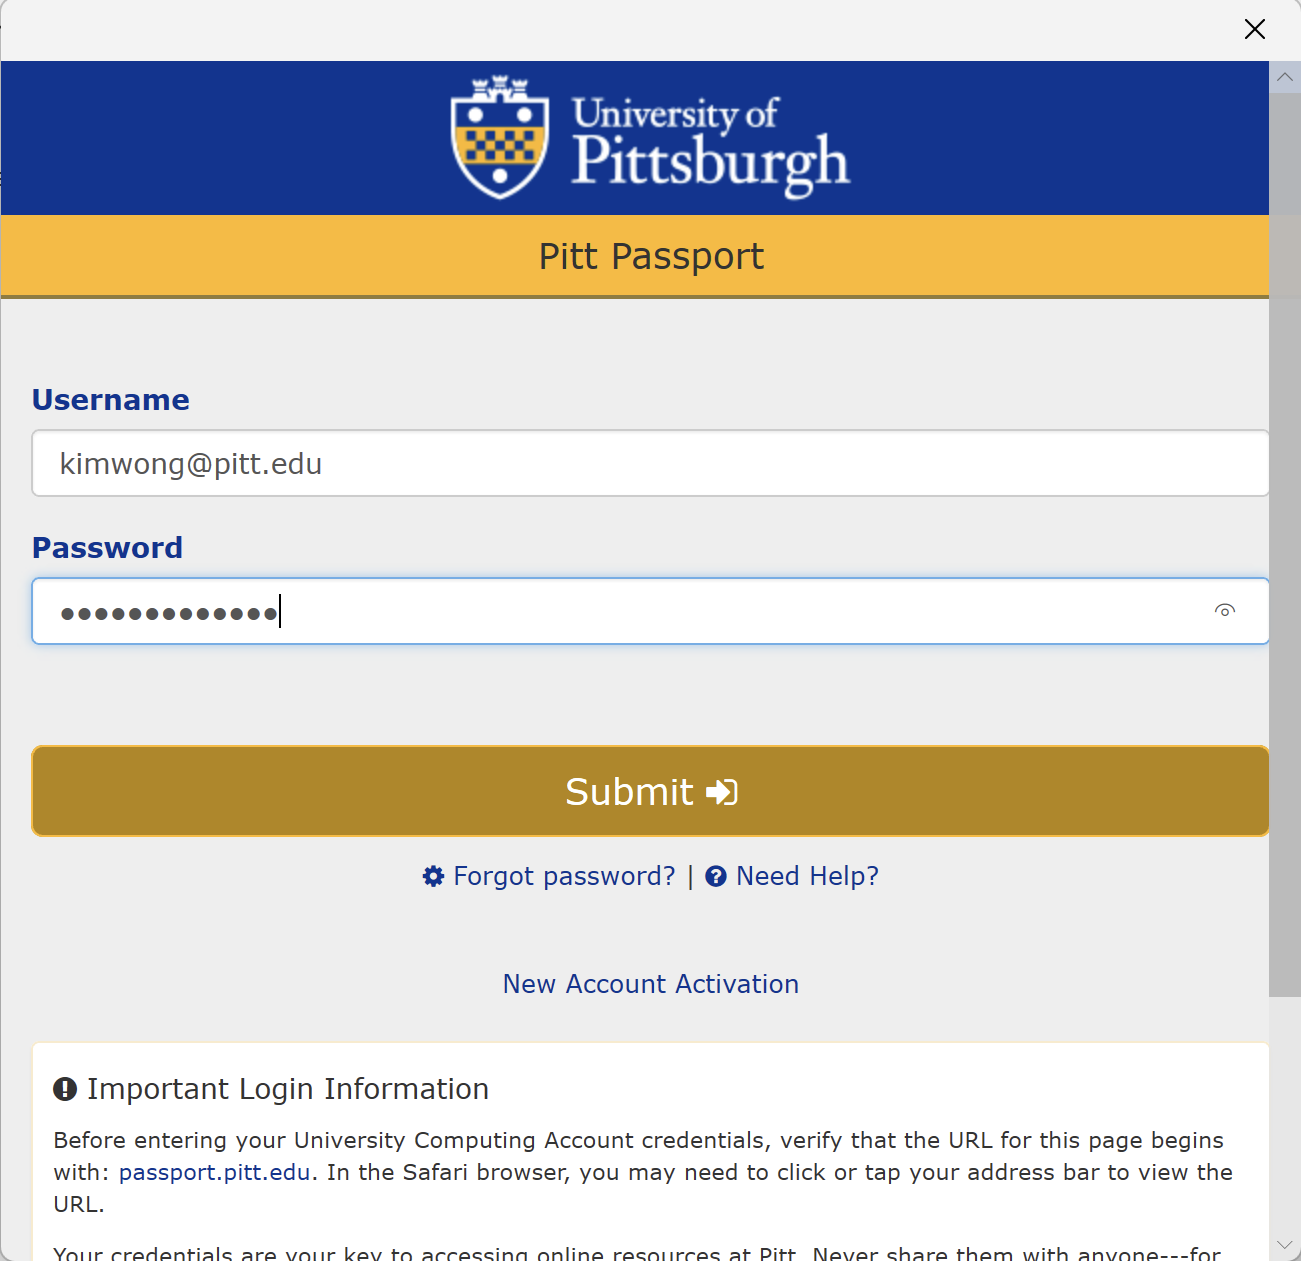 University of
Pittsburgh
Pitt Passport
Username
kimwong@pitt.edu
Password
Submit
Forgot password? | Need Help?
New Account Activation
Important Login Information
Before entering your University Computing Account credentials, verify that the URL for this page begins
with: passport.pitt.edu. In the Safari browser, you may need to click or tap your address bar to view the
URL.
Your credentials are your key to accessing online resources at Pitt. Never share them with anyone---for